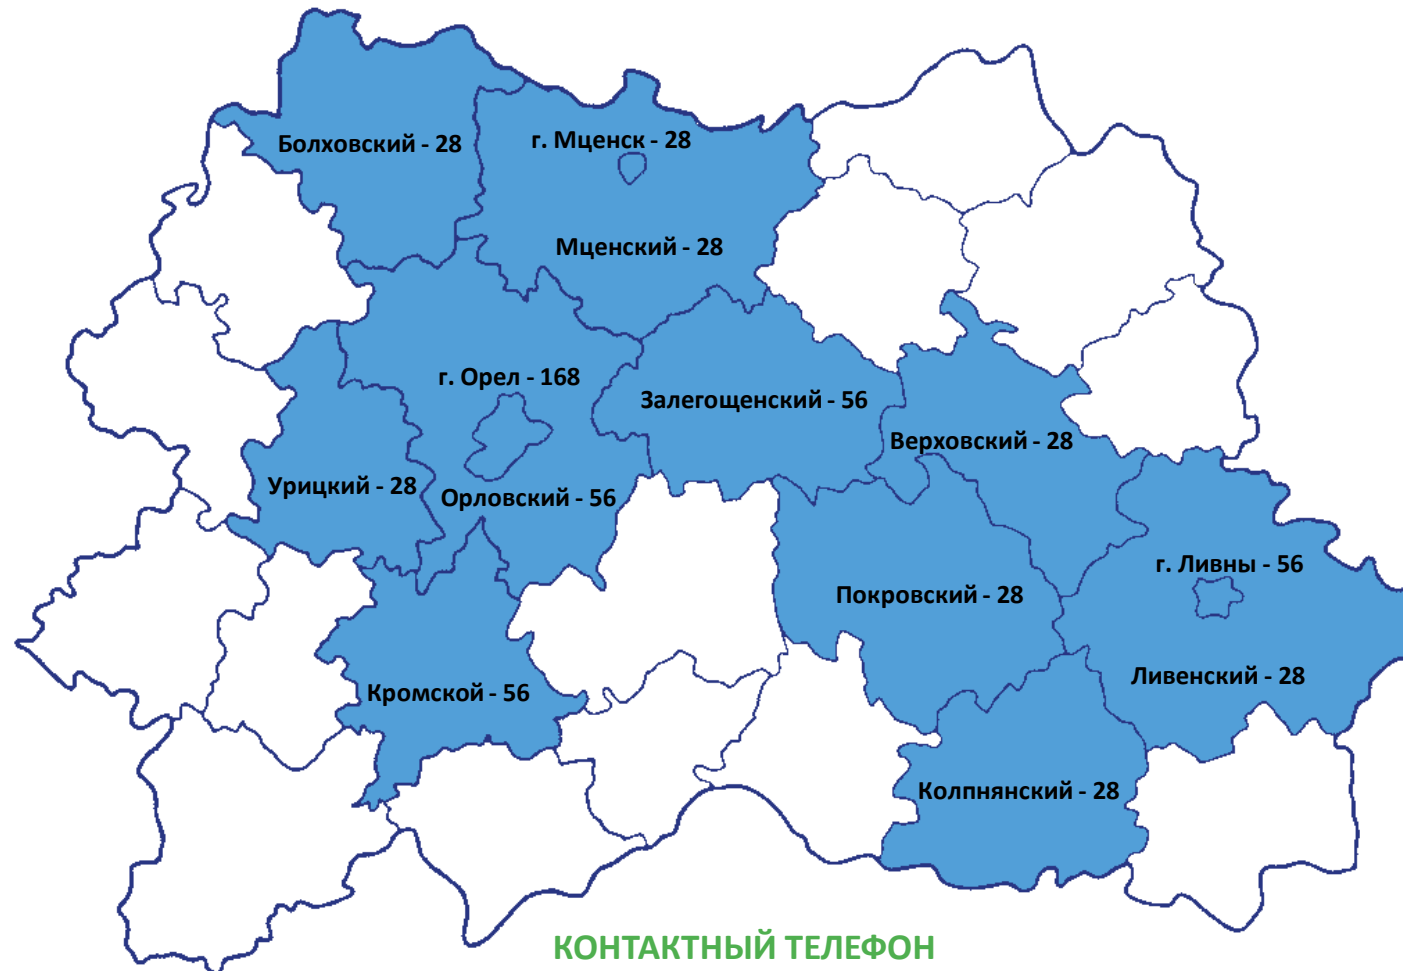 г. Мценск - 28
Болховский - 28
Мценский - 28
г. Орел - 168
Залегощенский - 56
Верховский - 28
Урицкий - 28
Орловский - 56
г. Ливны - 56
Покровский - 28
Ливенский - 28
Кромской - 56
Колпнянский - 28
КОНТАКТНЫЙ ТЕЛЕФОН